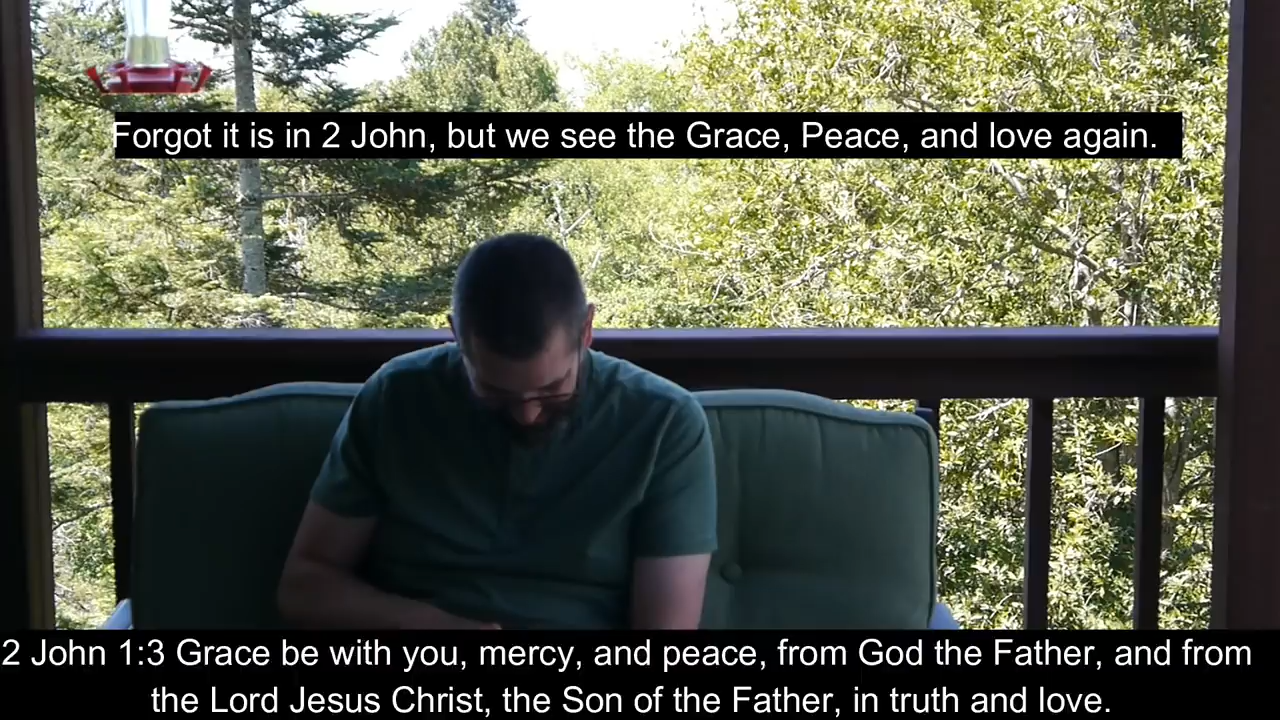 Forgot it is in 2 John, but we see the Grace, Peace, and love again.
2 John 1:3 Grace be with you, mercy, and peace, from God the Father, and from
the Lord Jesus Christ, the Son of the Father, in truth and love.